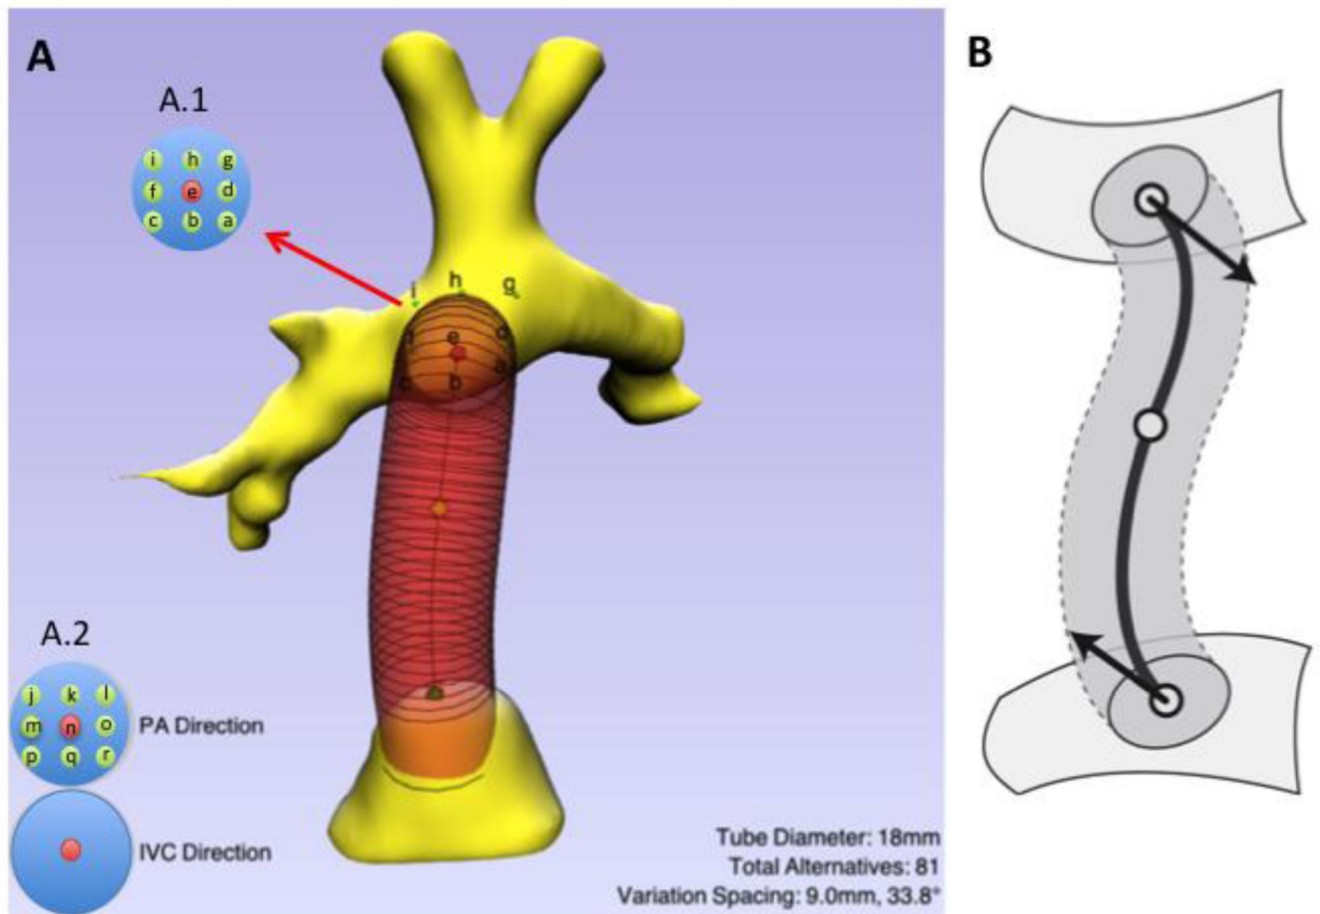 A
B
A.1
i h g
f e d
c b a
i h g
f e d
c b a
A.2
j k l
m n o
p q r
PA Direction
IVC Direction
Tube Diameter: 18mm
Total Alternatives: 81
Variation Spacing: 9.0mm, 33.8°